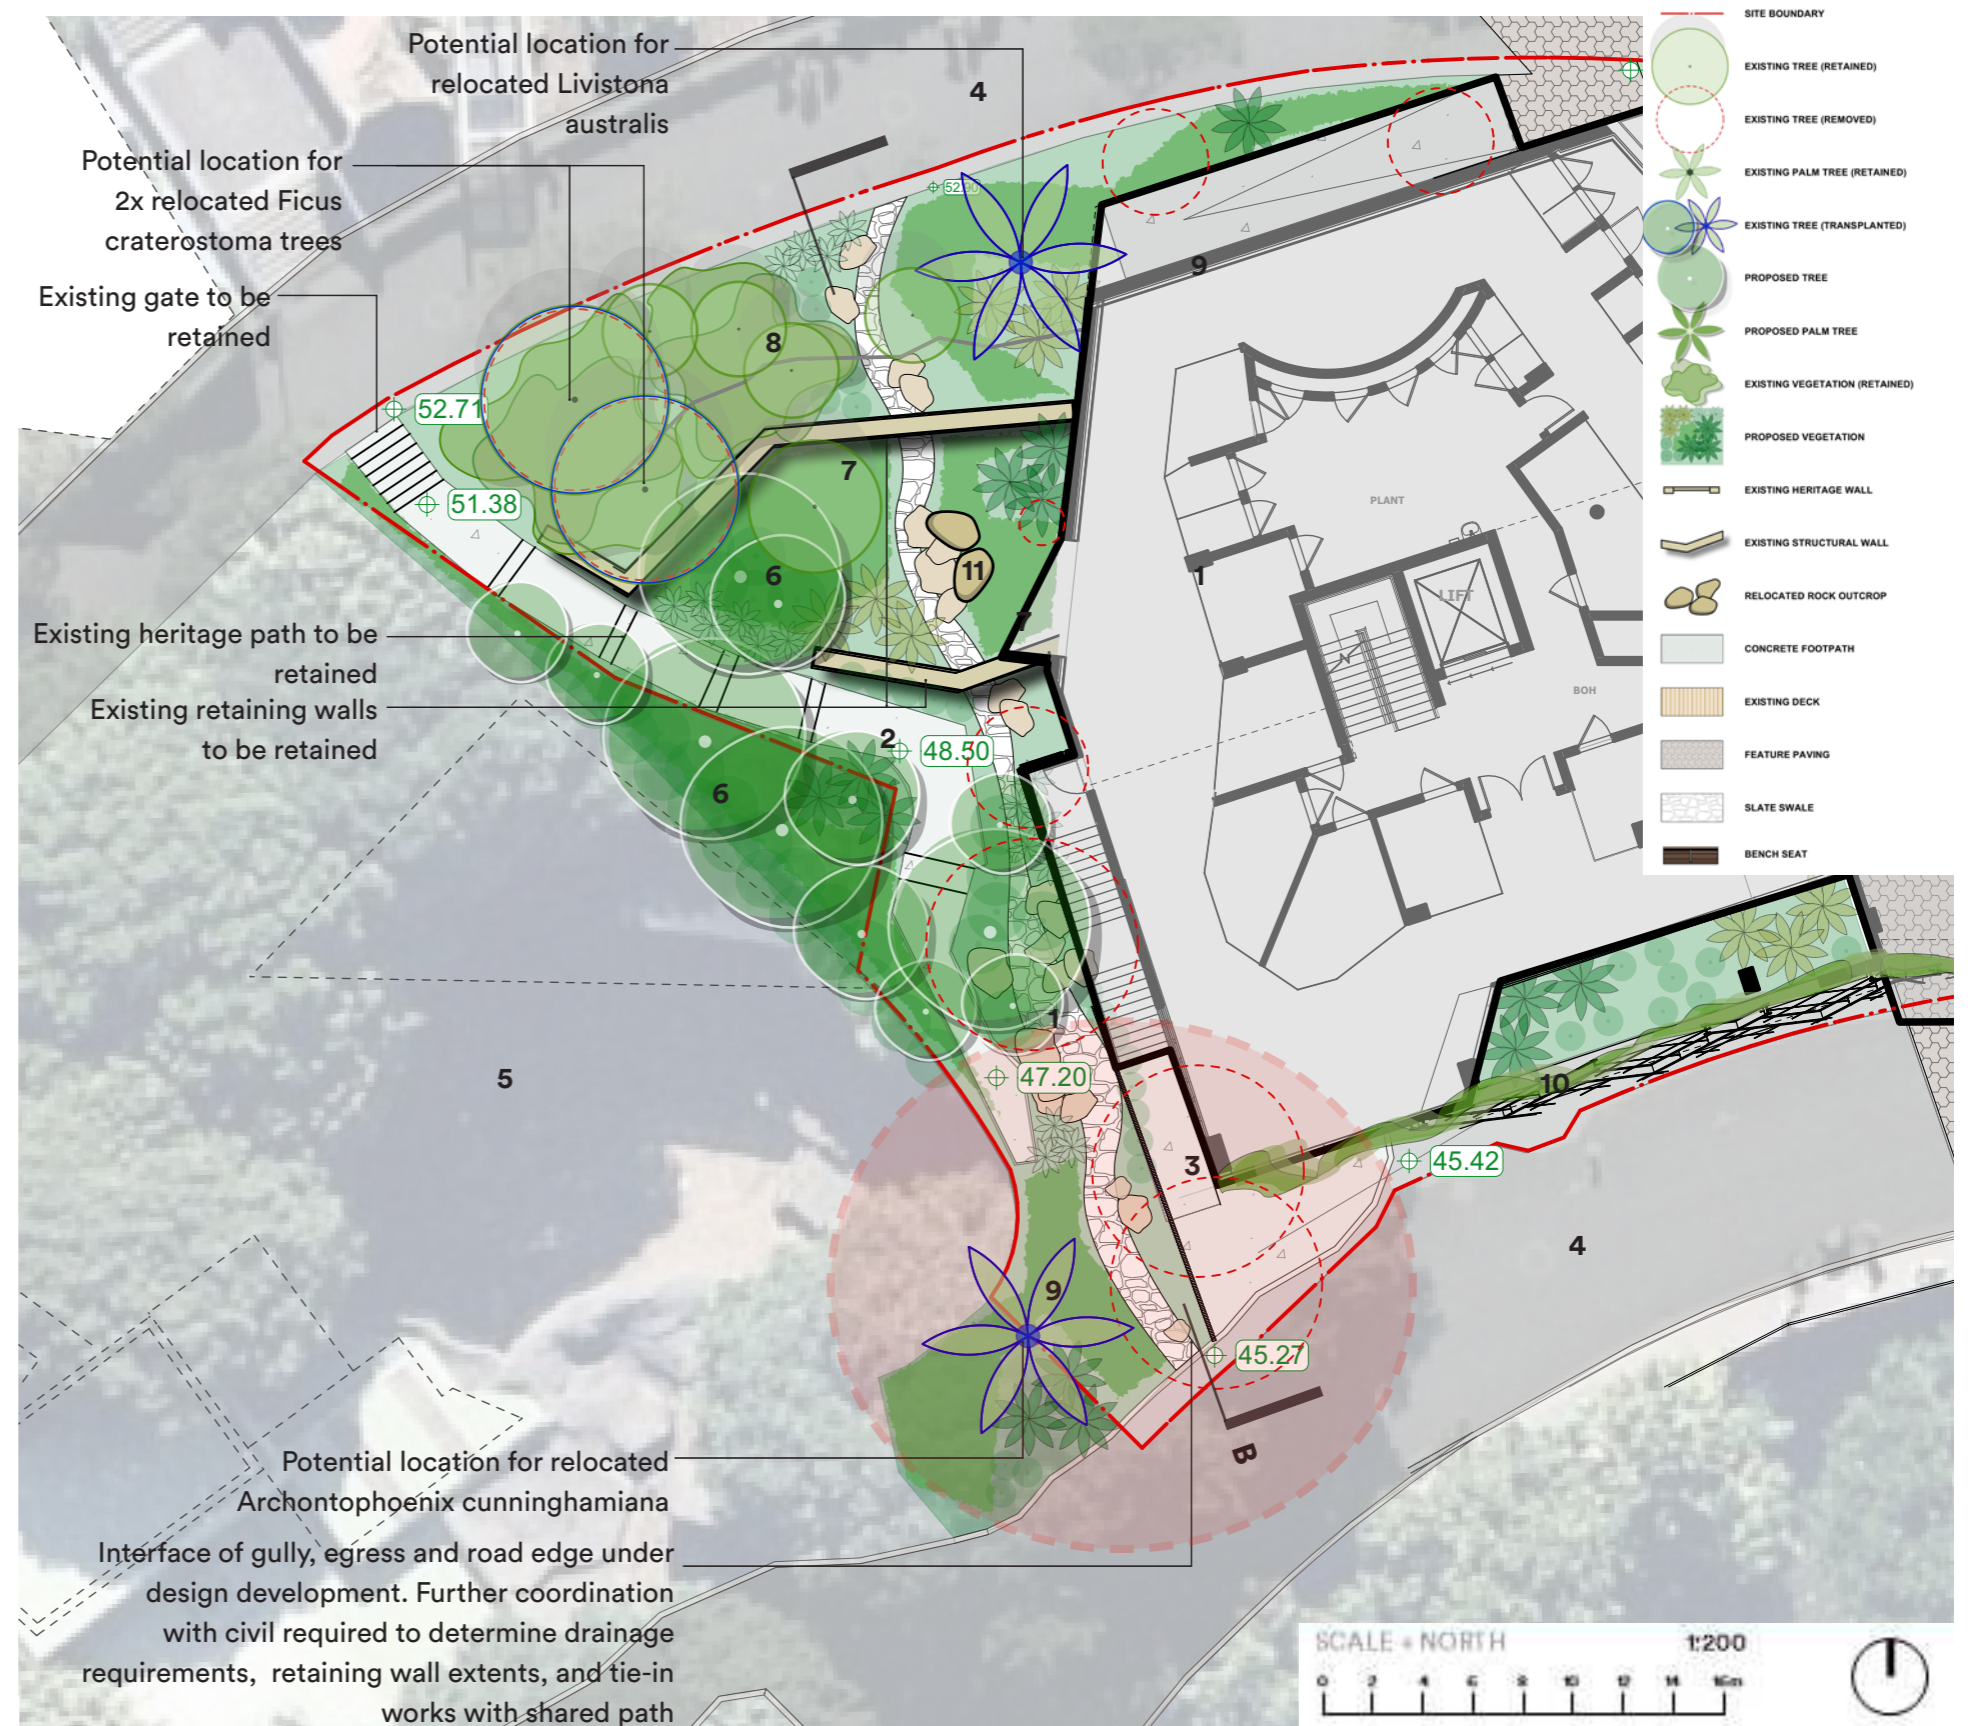 Potential location for
relocated Livistona
australis
Potential location for
2x relocated Ficus
craterostoma trees
Existing gate to be
retained
Existing heritage path to be
retained
Existing retaining walls
to be retained
Potential location for relocated
Archontophoenix cunninghamiana
Interface of gully, egress and road edge under
design development. Further coordination
with civil required to determine drainage
requirements, retaining wall extents, and tie-in
works with shared path
4
52.90
9
8
52.71
7
51.38
6
11
7
1
PLANT
LIFT
BOH
2
48.50
6
1
5
47.20
10
3
45.42
4
9
45.27
B
SITE BOUNDARY
EXISTING TREE (RETAINED)
EXISTING TREE (REMOVED)
EXISTING PALM TREE (RETAINED)
EXISTING TREE (TRANSPLANTED)
PROPOSED TREE
PROPOSED PALM TREE
EXISTING VEGETATION (RETAINED)
PROPOSED VEGETATION
EXISTING HERITAGE WALL
EXISTING STRUCTURAL WALL
RELOCATED ROCK OUTCROP
CONCRETE FOOTPATH
EXISTING DECK
FEATURE PAVING
SLATE SWALE
BENCH SEAT
SCALE + NORTH 1:200
0 2 4 6 8 10 12 14 16m